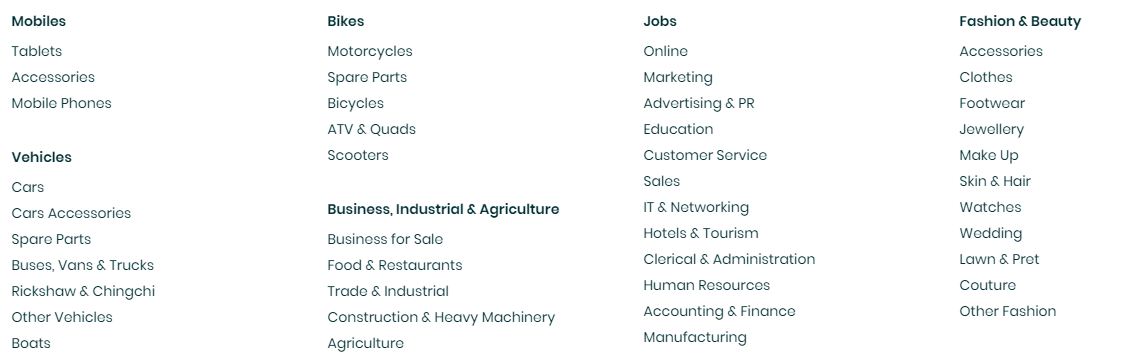 Mobiles
Tablets
Accessories
Mobile Phones
Vehicles
Cars
Cars Accessories
Spare Parts
Buses, Vans & Trucks
Rickshaw & Chingchi
Other Vehicles
Boats
Bikes
Motorcycles
Spare Parts
Bicycles
ATV & Quads
Scooters
Business, Industrial & Agriculture
Business for Sale
Food & Restaurants
Trade & Industrial
Construction & Heavy Machinery
Agriculture
Jobs
Online
Marketing
Advertising & PR
Education
Customer Service
Sales
IT & Networking
Hotels & Tourism
Clerical & Administration
Human Resources
Accounting & Finance
Manufacturing
Fashion & Beauty
Accessories
Clothes
Footwear
Jewellery
Make Up
Skin & Hair
Watches
Wedding
Lawn & Pret
Couture
Other Fashion